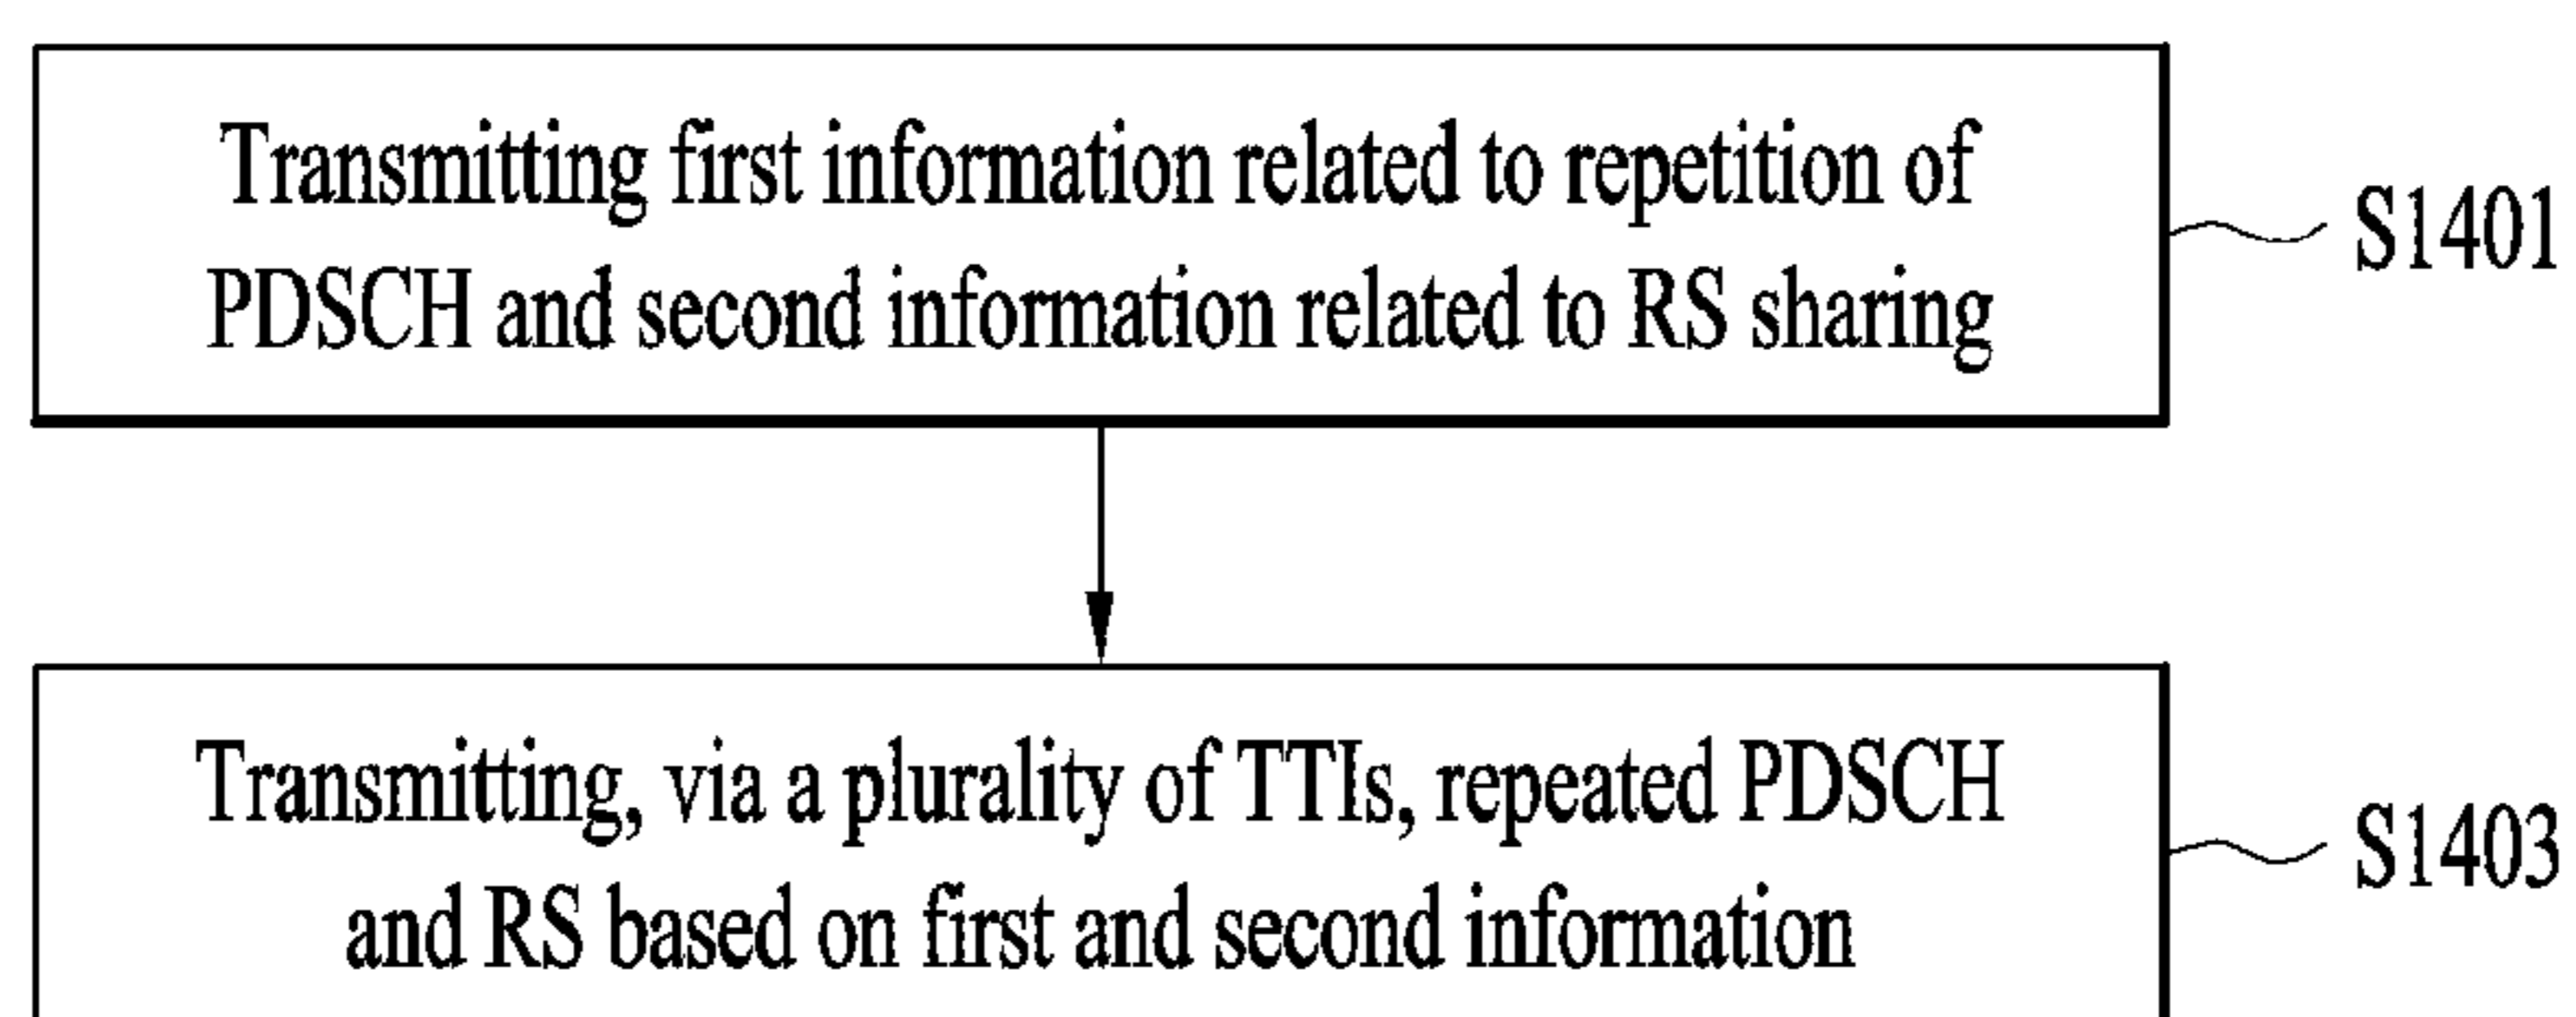 Transmitting first information related to repetition of
PDSCH and second information related to RS sharing
S1401
Transmitting, via a plurality of TTIs, repeated PDSCH
and RS based on first and second information
S1403